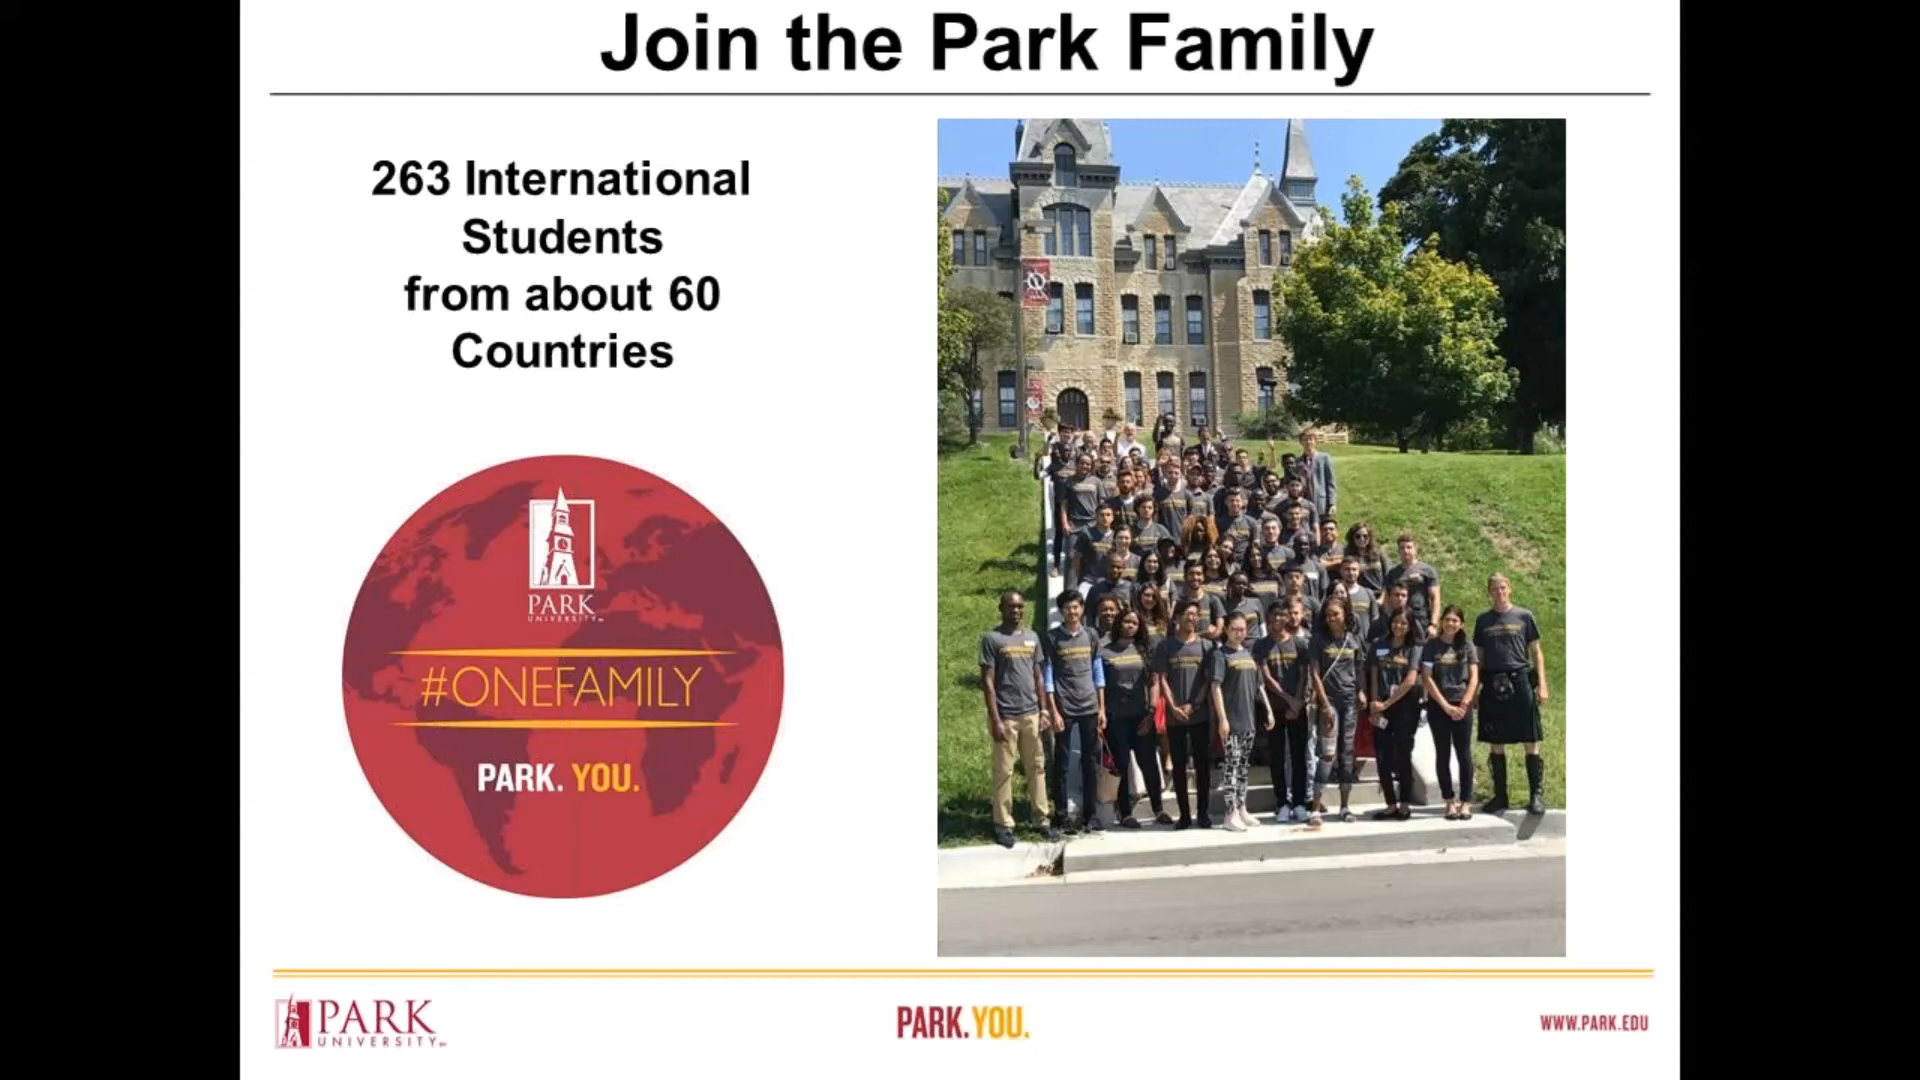 Join the Park Family
263 International
Students
from about 60
Countries
PARK
UNIVERSITY
#ONEFAMILY
PARK. YOU.
PARK
UNIVERSITY
PARK.YOU.
WWW.PARK.EDU